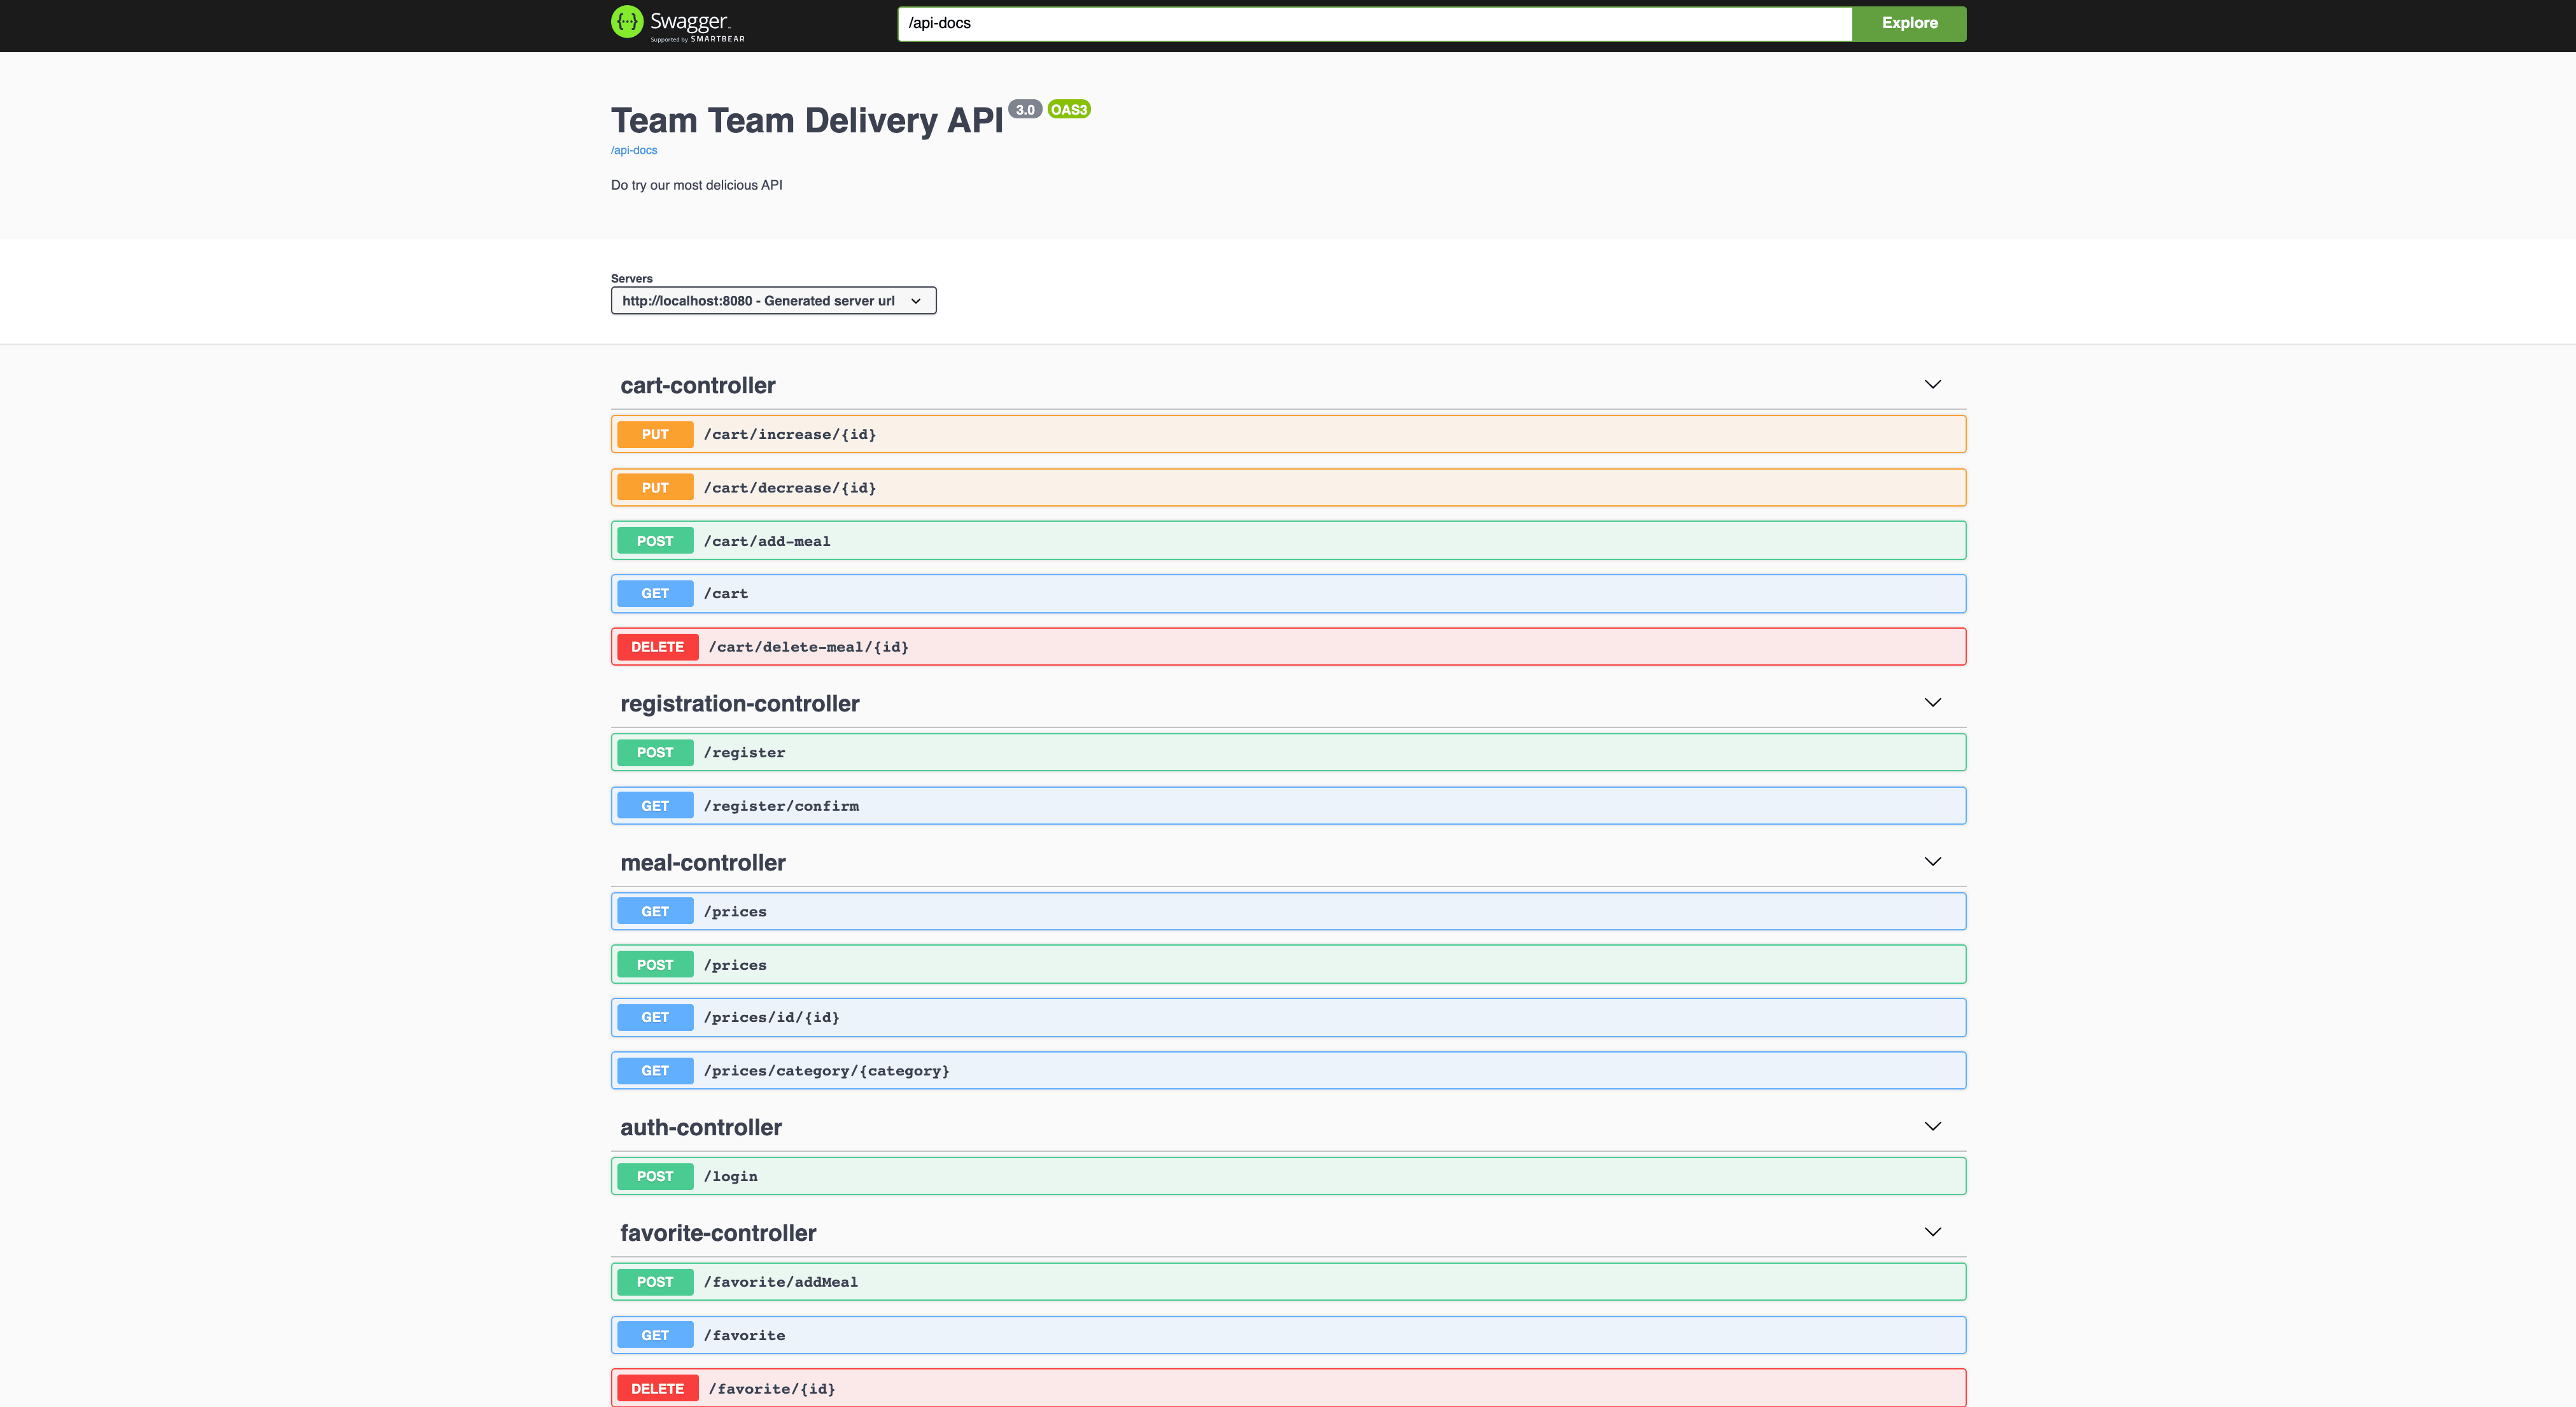 Swagger
Supported by SMARTBEAR
/api-docs
Explore
Team Team Delivery API 3.0 OAS3
/api-docs
Do try our most delicious API
Servers
http://localhost:8080 - Generated server url
cart-controller
PUT /cart/increase/{id}
PUT /cart/decrease/{id}
POST /cart/add-meal
GET /cart
DELETE /cart/delete-meal/{id}
registration-controller
POST /register
GET /register/confirm
meal-controller
GET /prices
POST /prices
GET /prices/id/{id}
GET /prices/category/{category}
auth-controller
POST /login
favorite-controller
POST /favorite/addMeal
GET /favorite
DELETE /favorite/{id}